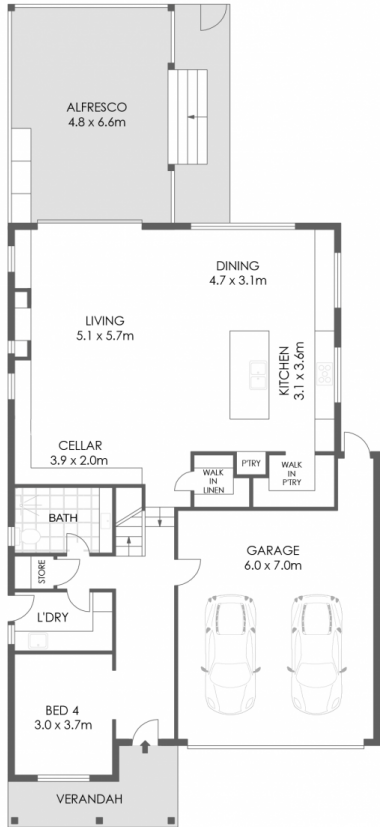 ALFRESCO
4.8 x 6.6m
DINING
4.7 x 3.1m
LIVING
5.1 x 5.7m
KITCHEN
3.1 x 3.6m
CELLAR
3.9 x 2.0m
WALK
IN
LINEN
P'TRY
WALK
IN
P'TRY
BATH
STORE
GARAGE
6.0 x 7.0m
L'DRY
BED 4
3.0 x 3.7m
VERANDAH